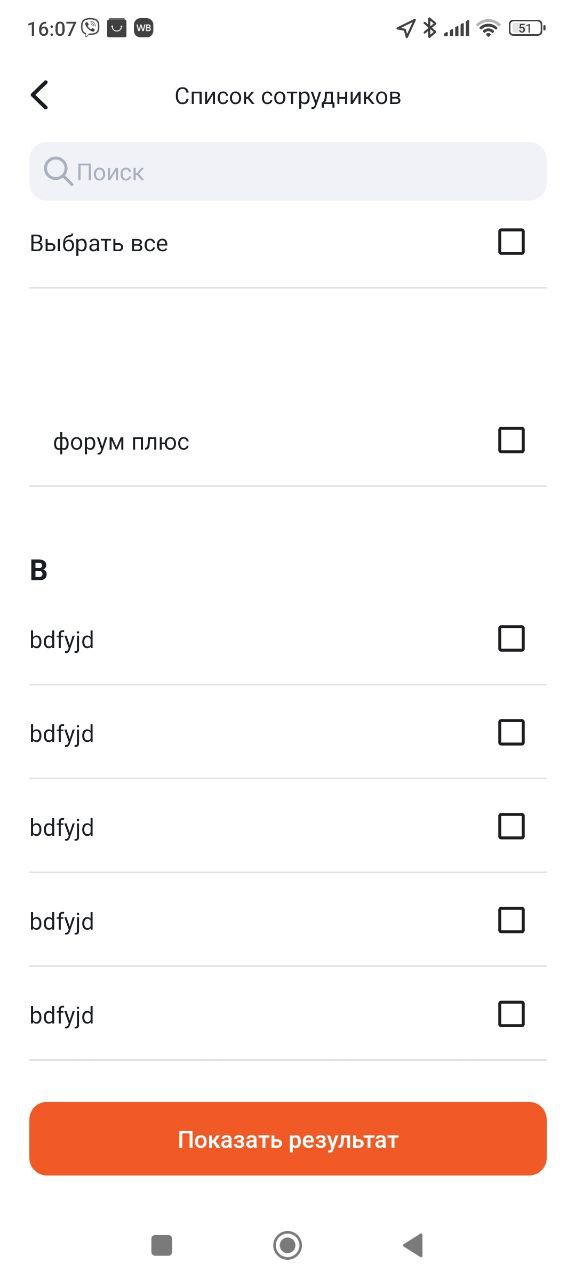 16:07 WB 51
Список сотрудников
Поиск
Выбрать все
форум плюс
B
bdfyjd
bdfyjd
bdfyjd
bdfyjd
bdfyjd
Показать результат